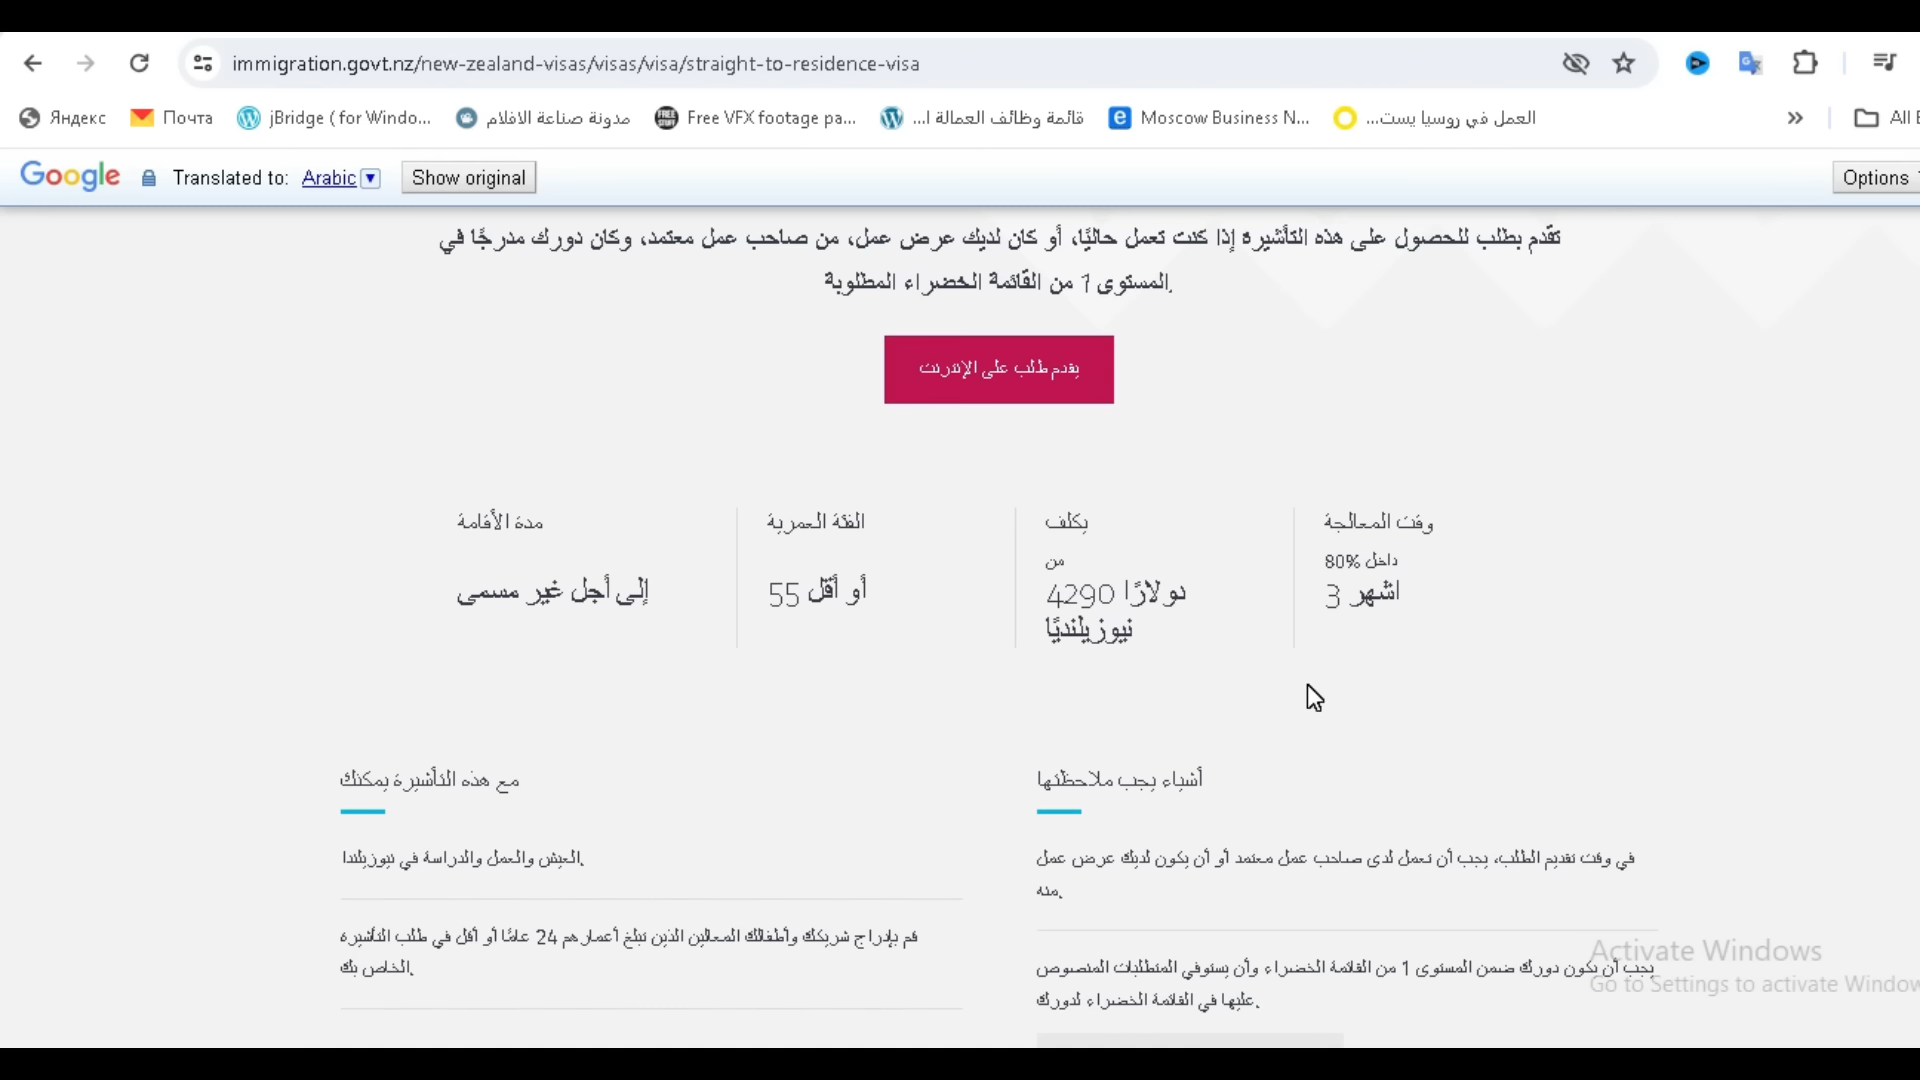 immigration.govt.nz/new-zealand-visas/visas/visa/straight-to-residence-visa
Яндекс
Почта
jBridge ( for Windo...
مدونة صناعة الافلام
Free VFX footage pa...
قائمة وظائف العمالة ا...
Moscow Business N...
العمل في روسيا يست...
All
Google Translated to: Arabic Show original Options
تقدم بطلب للحصول على هذه التأشيرة إذا كنت تعمل حاليًا، أو كان لديك عرض عمل، من صاحب عمل معتمد، وكان دورك مدرجًا في
المستوى 1 من القائمة الخضراء المطلوبة.
يقدم طلب على الإنترنت
مدة الأقامة
إلى أجل غير مسمى
الفئة العمرية
55 أو أقل
يكلف
من
4290 دولارًا
نيوزيلنديًا
وقت المعالجة
80% داخل
3 اشهر
مع هذه التأشيرة يمكنك
العيش والعمل والدراسة في نيوزيلندا.
قم بإدراج شريكك وأطفالك المعالين الذين تبلغ أعمارهم 24 عامًا أو أقل في طلب التأشيرة
الخاص بك.
أشياء يجب ملاحظتها
في وقت تقديم الطلب، يجب أن تعمل لدى صاحب عمل معتمد أو أن يكون لديك عرض عمل
منه.
يجب أن يكون دورك ضمن المستوى 1 من القائمة الخضراء وأن يستوفي المتطلبات المنصوص
عليها في القائمة الخضراء لدورك.
Activate Windows
Go to Settings to activate Window